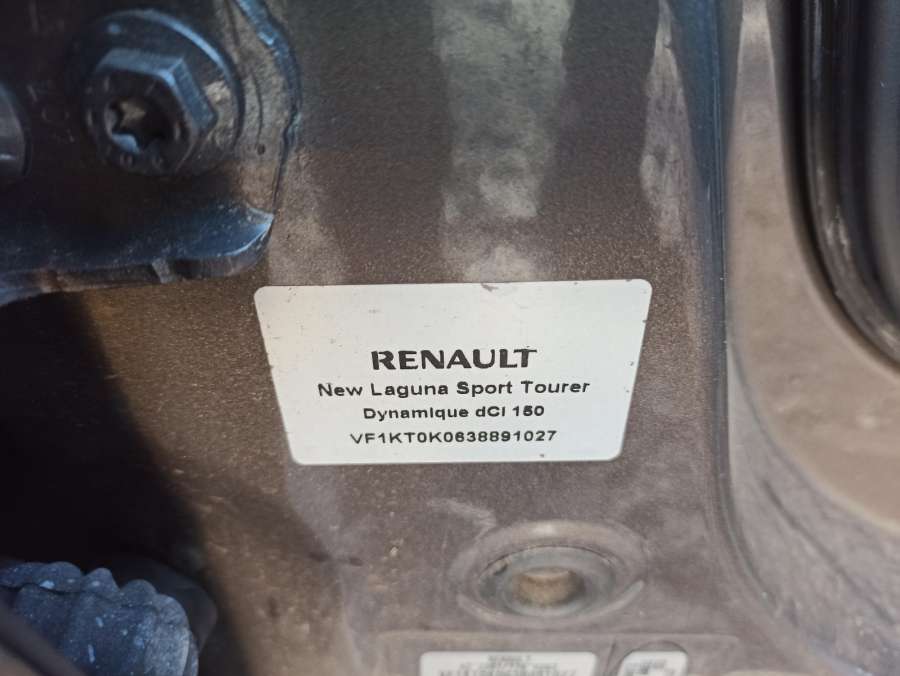 RENAULT
New Laguna Sport Tourer
Dynamique dCi 150
VF1KT0K0638891027